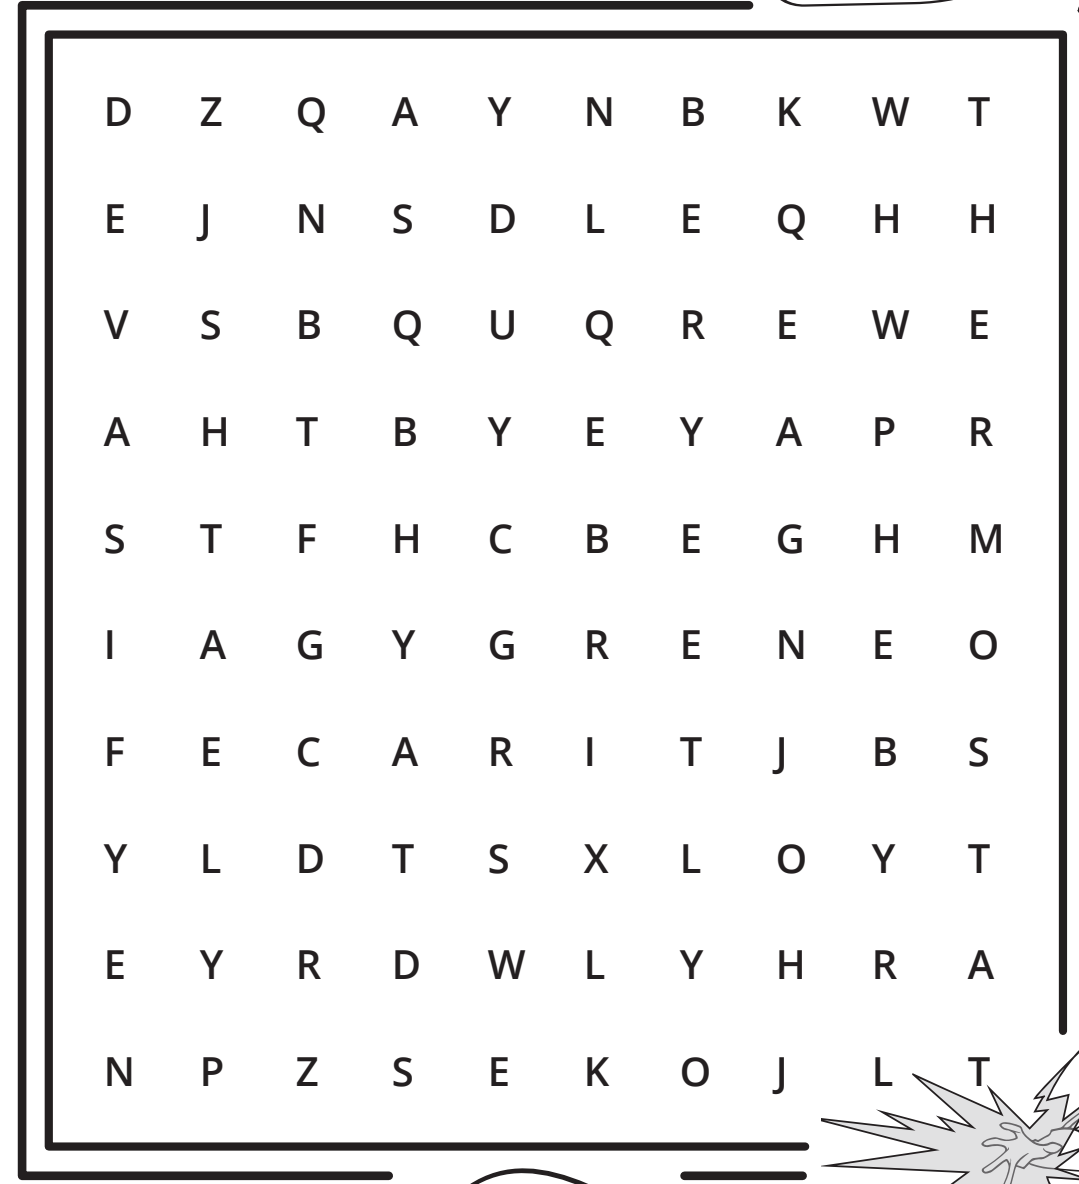 D Z Q A Y N B K W T
E J N S D L E Q H H
V S B Q U Q R E W E
A H T B Y E Y A P R
S T F H C B E G H M
I A G Y G R E N E O
F E C A R I T J B S
Y L D T S X L O Y T
E Y R D W L Y H R A
N P Z S E K O J L T